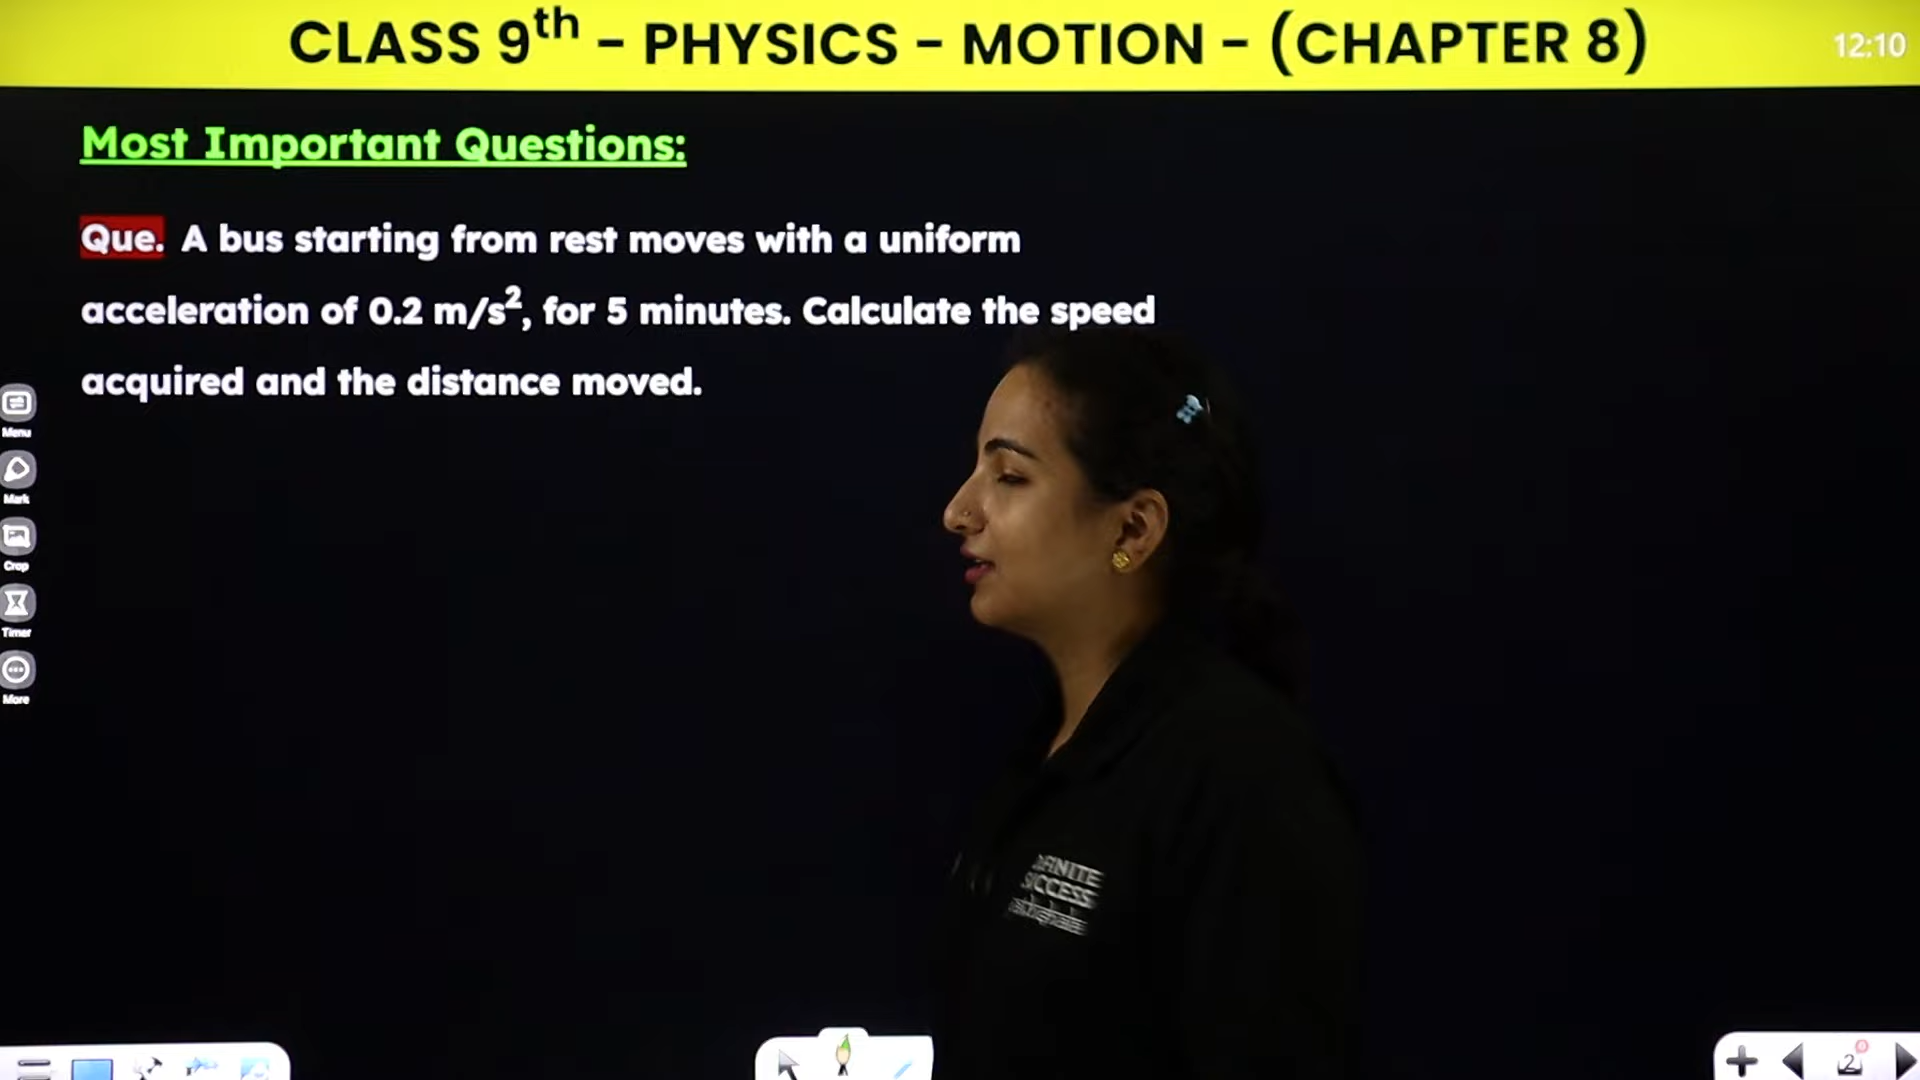 CLASS 9th - PHYSICS - MOTION - (CHAPTER 8)
12:10
Most Important Questions:
Que. A bus starting from rest moves with a uniform
acceleration of 0.2 m/s², for 5 minutes. Calculate the speed
acquired and the distance moved.
Menu
Mark
Crop
Timer
More
SUCCESS
2